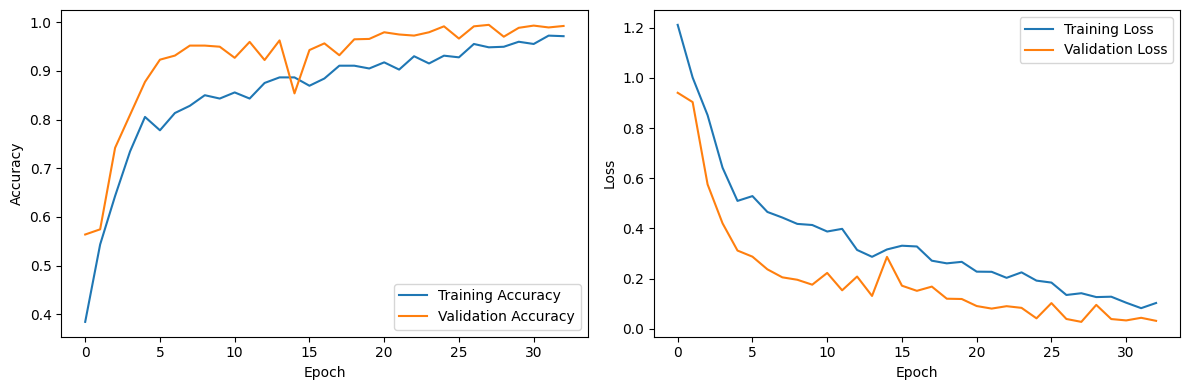 1.0
0.9
0.8
0.7
0.6
0.5
0.4
Accuracy
Training Accuracy
Validation Accuracy
0 5 10 15 20 25 30
Epoch
1.2
1.0
0.8
0.6
0.4
0.2
0.0
Loss
Training Loss
Validation Loss
0 5 10 15 20 25 30
Epoch